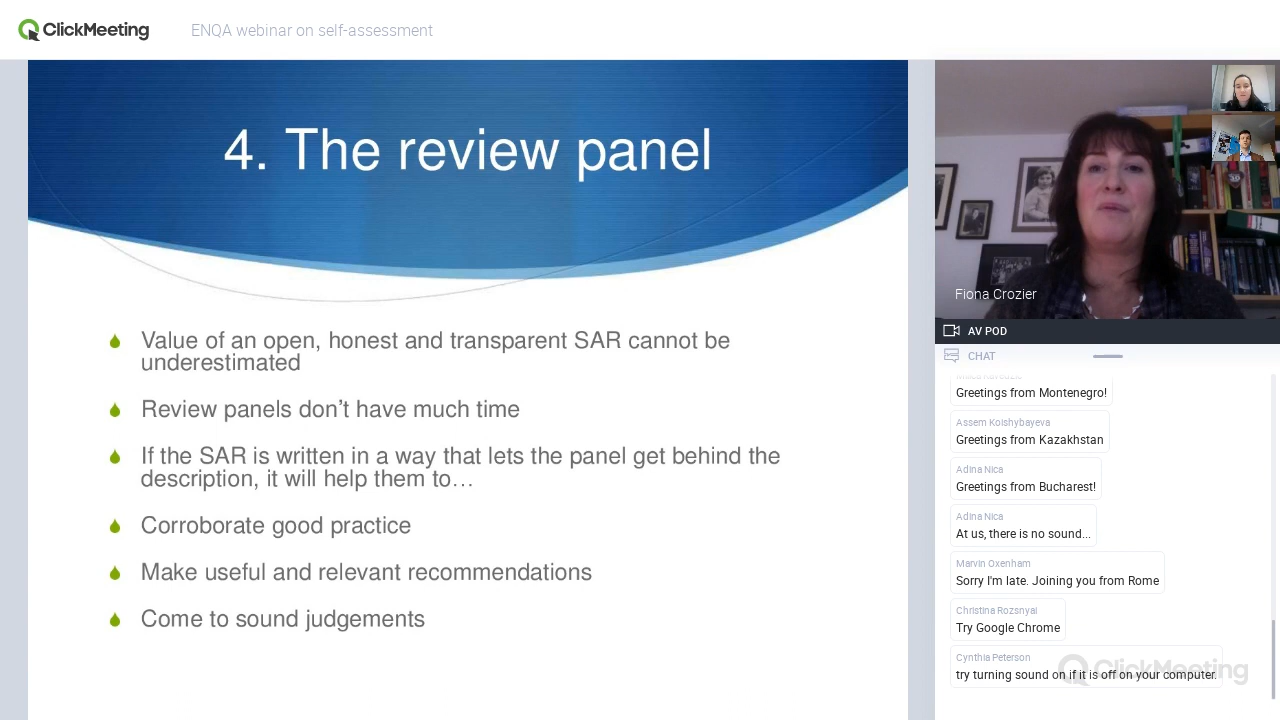 ClickMeeting
ENQA webinar on self-assessment
4. The review panel
Value of an open, honest and transparent SAR cannot be
underestimated
Review panels don’t have much time
If the SAR is written in a way that lets the panel get behind the
description, it will help them to…
Corroborate good practice
Make useful and relevant recommendations
Come to sound judgements
Fiona Crozier
AV POD
CHAT
Greetings from Montenegro!
Assem Koishybayeva
Greetings from Kazakhstan
Adina Nica
Greetings from Bucharest!
Adina Nica
At us, there is no sound...
Marvin Oxenham
Sorry I'm late. Joining you from Rome
Christina Rozsnyai
Try Google Chrome
Cynthia Peterson
try turning sound on if it is off on your computer.
ClickMeeting